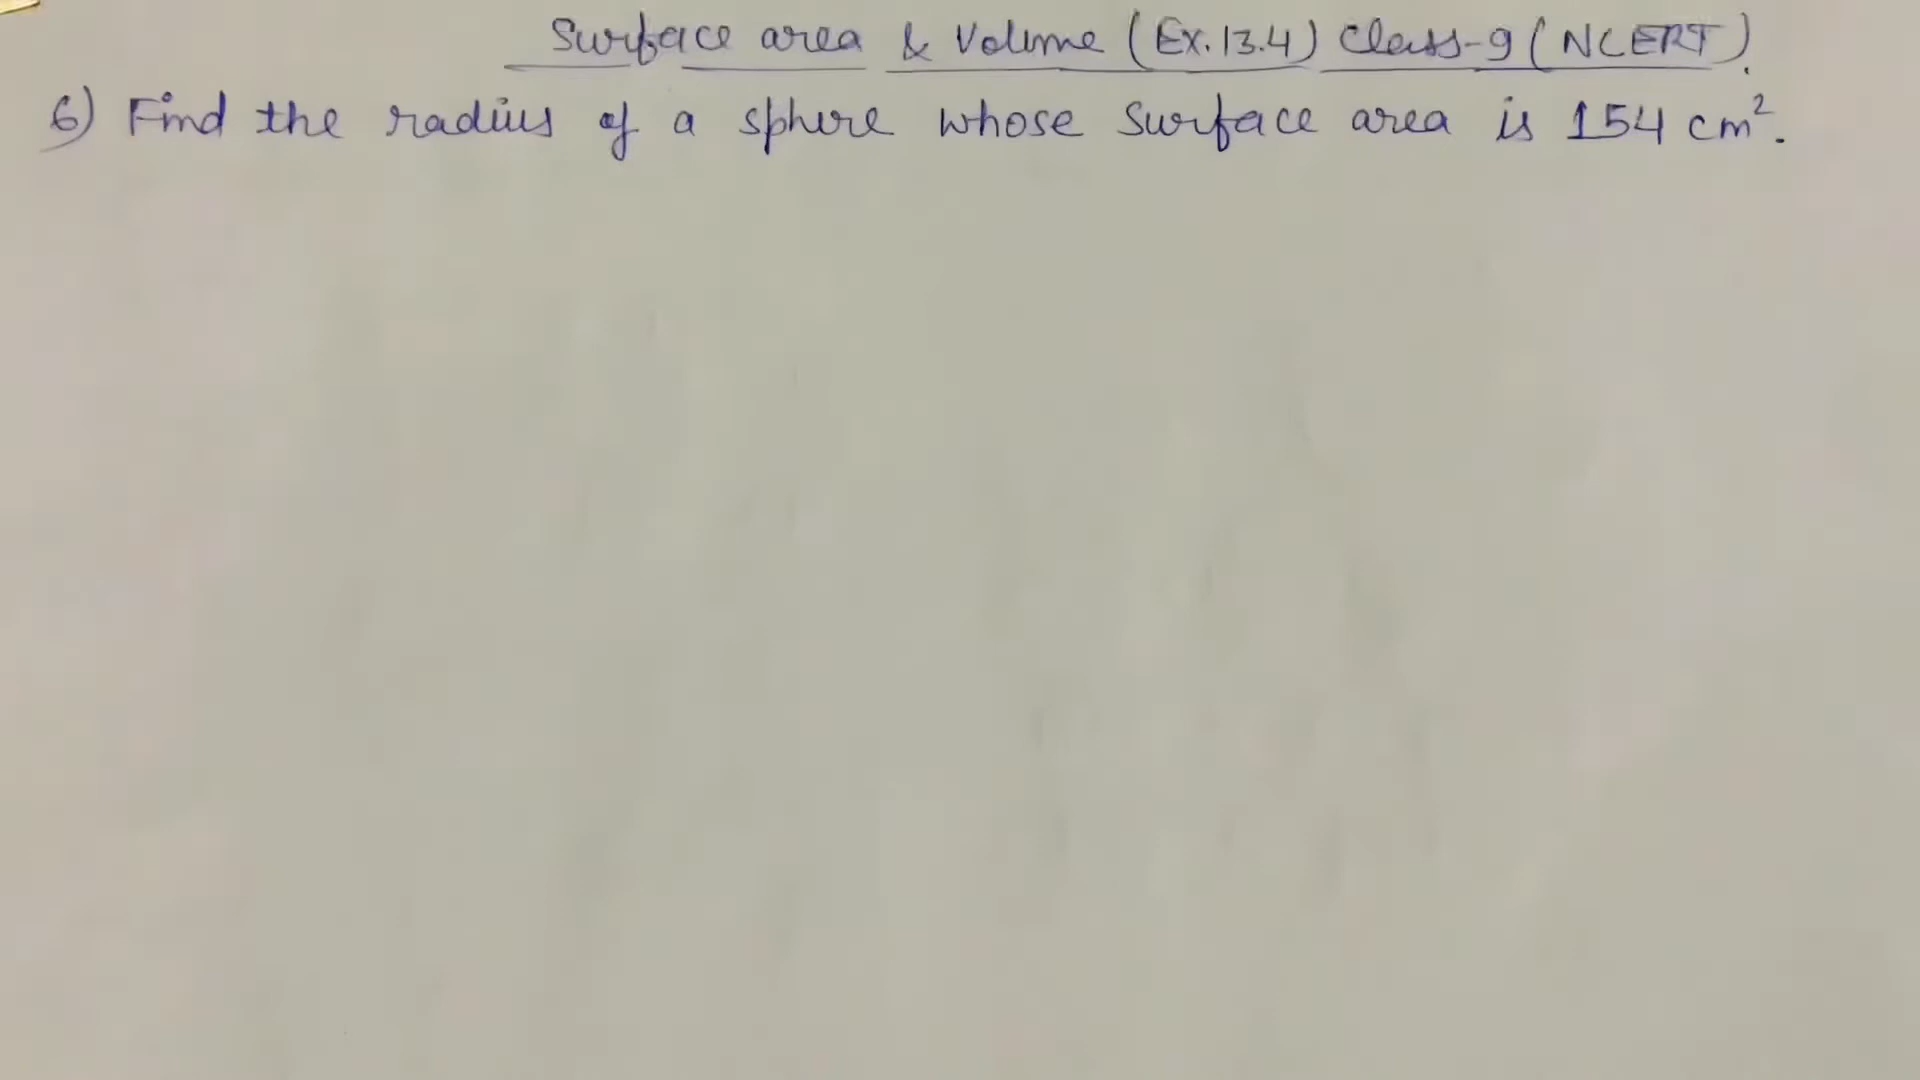 Surface area & Volume (Ex. 13.4) Class-9 (NCERT).
6) Find the radius of a sphere whose surface area is 154 cm².